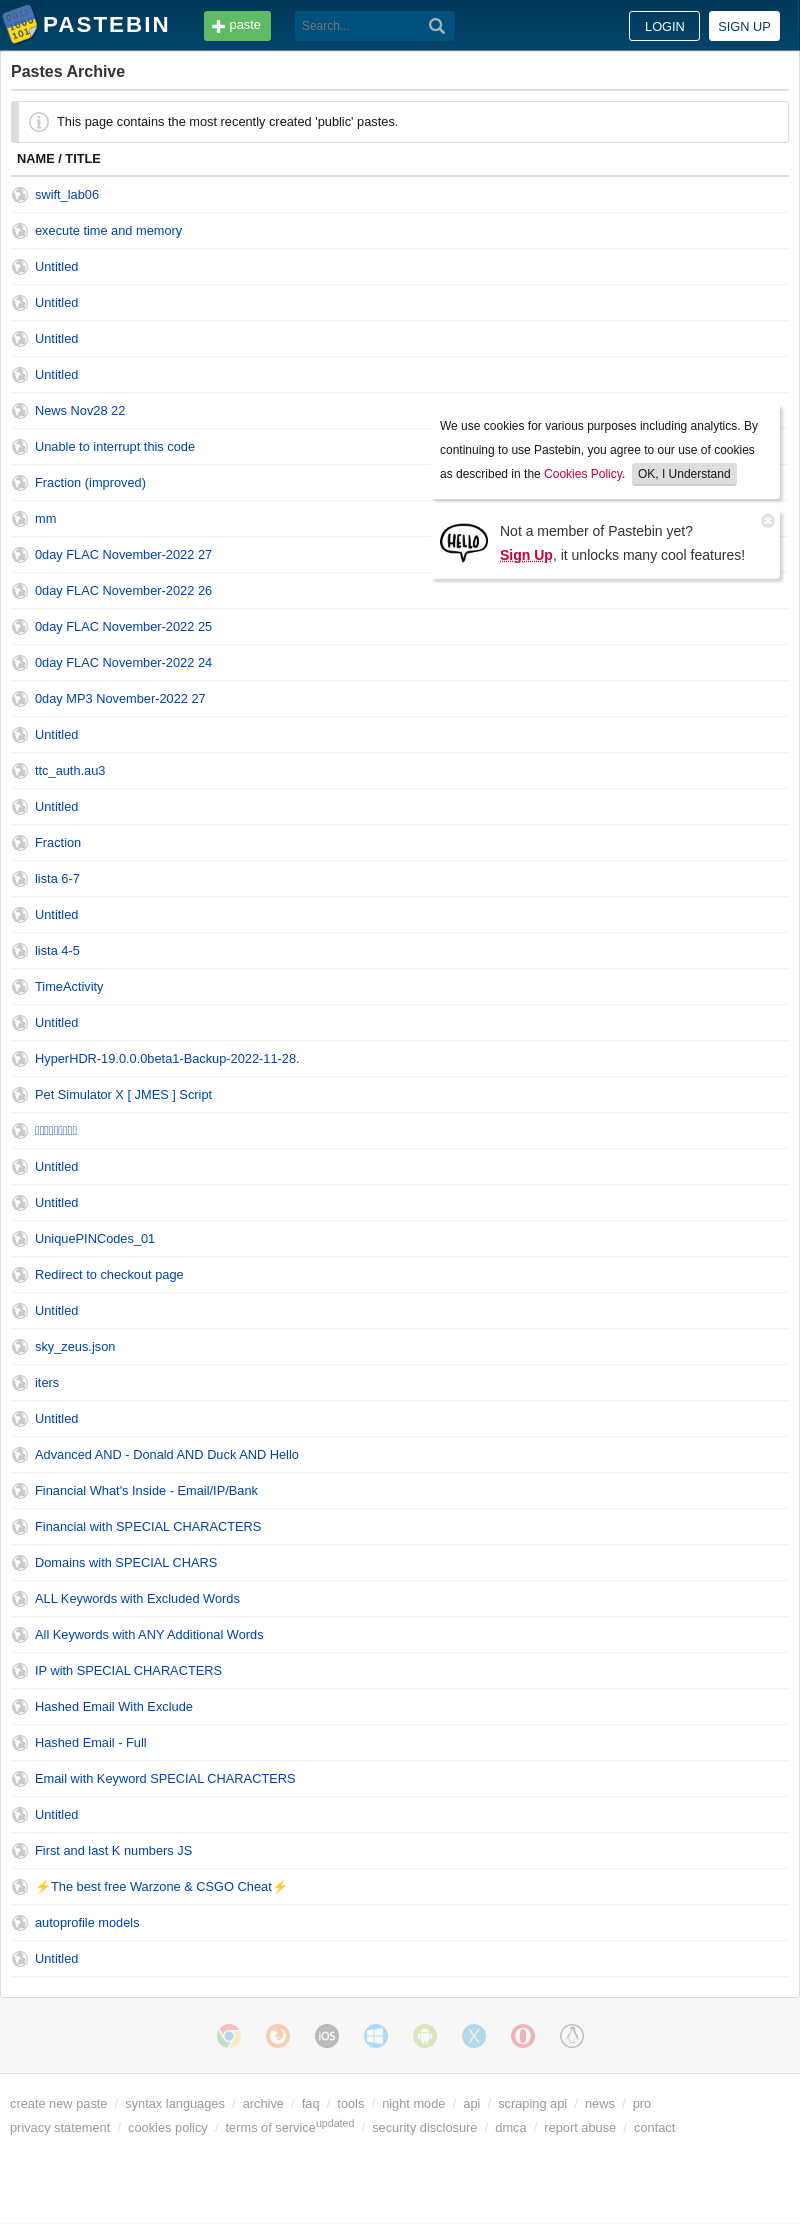 PASTEBIN paste Search... LOGIN SIGN UP
Pastes Archive
This page contains the most recently created 'public' pastes.
NAME / TITLE
swift_lab06
execute time and memory
Untitled
Untitled
Untitled
Untitled
News Nov28 22
Unable to interrupt this code
Fraction (improved)
mm
0day FLAC November-2022 27
0day FLAC November-2022 26
0day FLAC November-2022 25
0day FLAC November-2022 24
0day MP3 November-2022 27
Untitled
ttc_auth.au3
Untitled
Fraction
lista 6-7
Untitled
lista 4-5
TimeActivity
Untitled
HyperHDR-19.0.0.0beta1-Backup-2022-11-28.
Pet Simulator X [ JMES ] Script
Untitled
Untitled
UniquePINCodes_01
Redirect to checkout page
Untitled
sky_zeus.json
iters
Untitled
Advanced AND - Donald AND Duck AND Hello
Financial What's Inside - Email/IP/Bank
Financial with SPECIAL CHARACTERS
Domains with SPECIAL CHARS
ALL Keywords with Excluded Words
All Keywords with ANY Additional Words
IP with SPECIAL CHARACTERS
Hashed Email With Exclude
Hashed Email - Full
Email with Keyword SPECIAL CHARACTERS
Untitled
First and last K numbers JS
⚡The best free Warzone & CSGO Cheat⚡
autoprofile models
Untitled
We use cookies for various purposes including analytics. By
continuing to use Pastebin, you agree to our use of cookies
as described in the Cookies Policy. OK, I Understand
HELLO
Not a member of Pastebin yet?
Sign Up, it unlocks many cool features!
iOS
create new paste / syntax languages / archive / faq / tools / night mode / api / scraping api / news / pro
privacy statement / cookies policy / terms of service updated / security disclosure / dmca / report abuse / contact